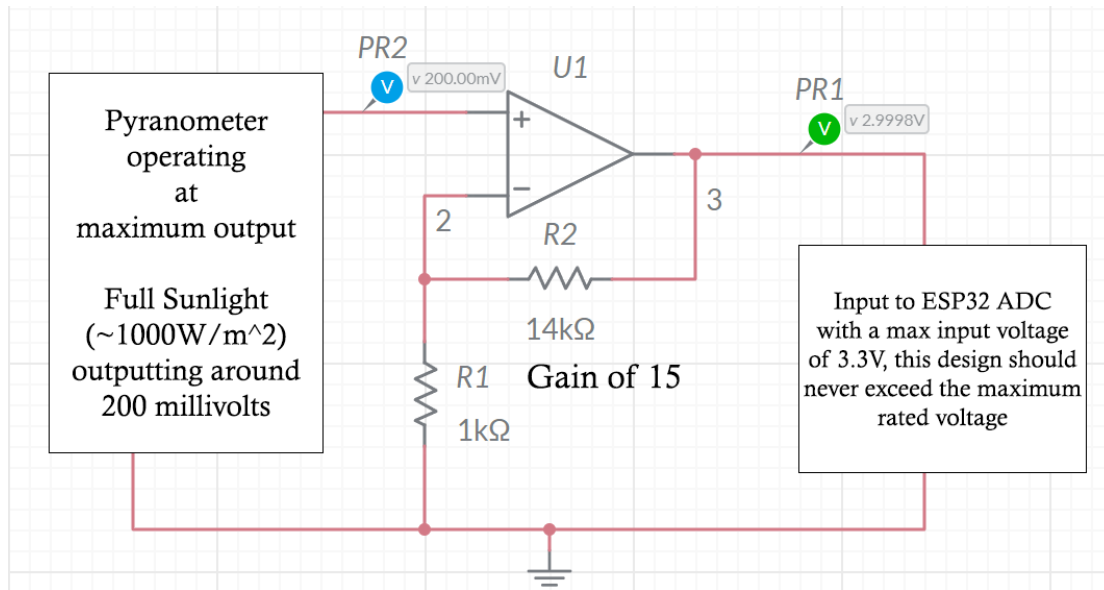 PR2
v 200.00mV
V
U1
PR1
v 2.9998V
V
Pyranometer
operating
at
maximum output
Full Sunlight
(~1000W/m^2)
outputting around
200 millivolts
+
−
2
3
R2
14kΩ
R1
1kΩ
Gain of 15
Input to ESP32 ADC
with a max input voltage
of 3.3V, this design should
never exceed the maximum
rated voltage